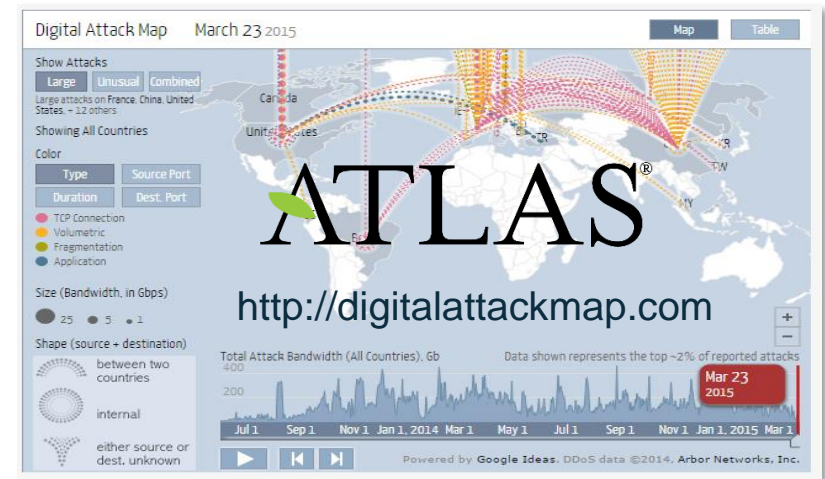 Digital Attack Map March 23 2015
Map Table
Show Attacks
Large Unusual Combined
Large attacks on France, China, United
States, + 12 others
Showing All Countries
Color
Type Source Port
Duration Dest. Port
TCP Connection
Volumetric
Fragmentation
Application
Size (Bandwidth, in Gbps)
25 5 1
Shape (source + destination)
between two
countries
internal
either source or
dest. unknown
Canada
TR
TW
MY
ATLAS®
http://digitalattackmap.com
+
−
Total Attack Bandwidth (All Countries), Gb Data shown represents the top ~2% of reported attacks
400
200
Mar 23
2015
Jul 1 Sep 1 Nov 1 Jan 1, 2014 Mar 1 May 1 Jul 1 Sep 1 Nov 1 Jan 1, 2015 Mar 1
Powered by Google Ideas. DDoS data ©2014, Arbor Networks, Inc.